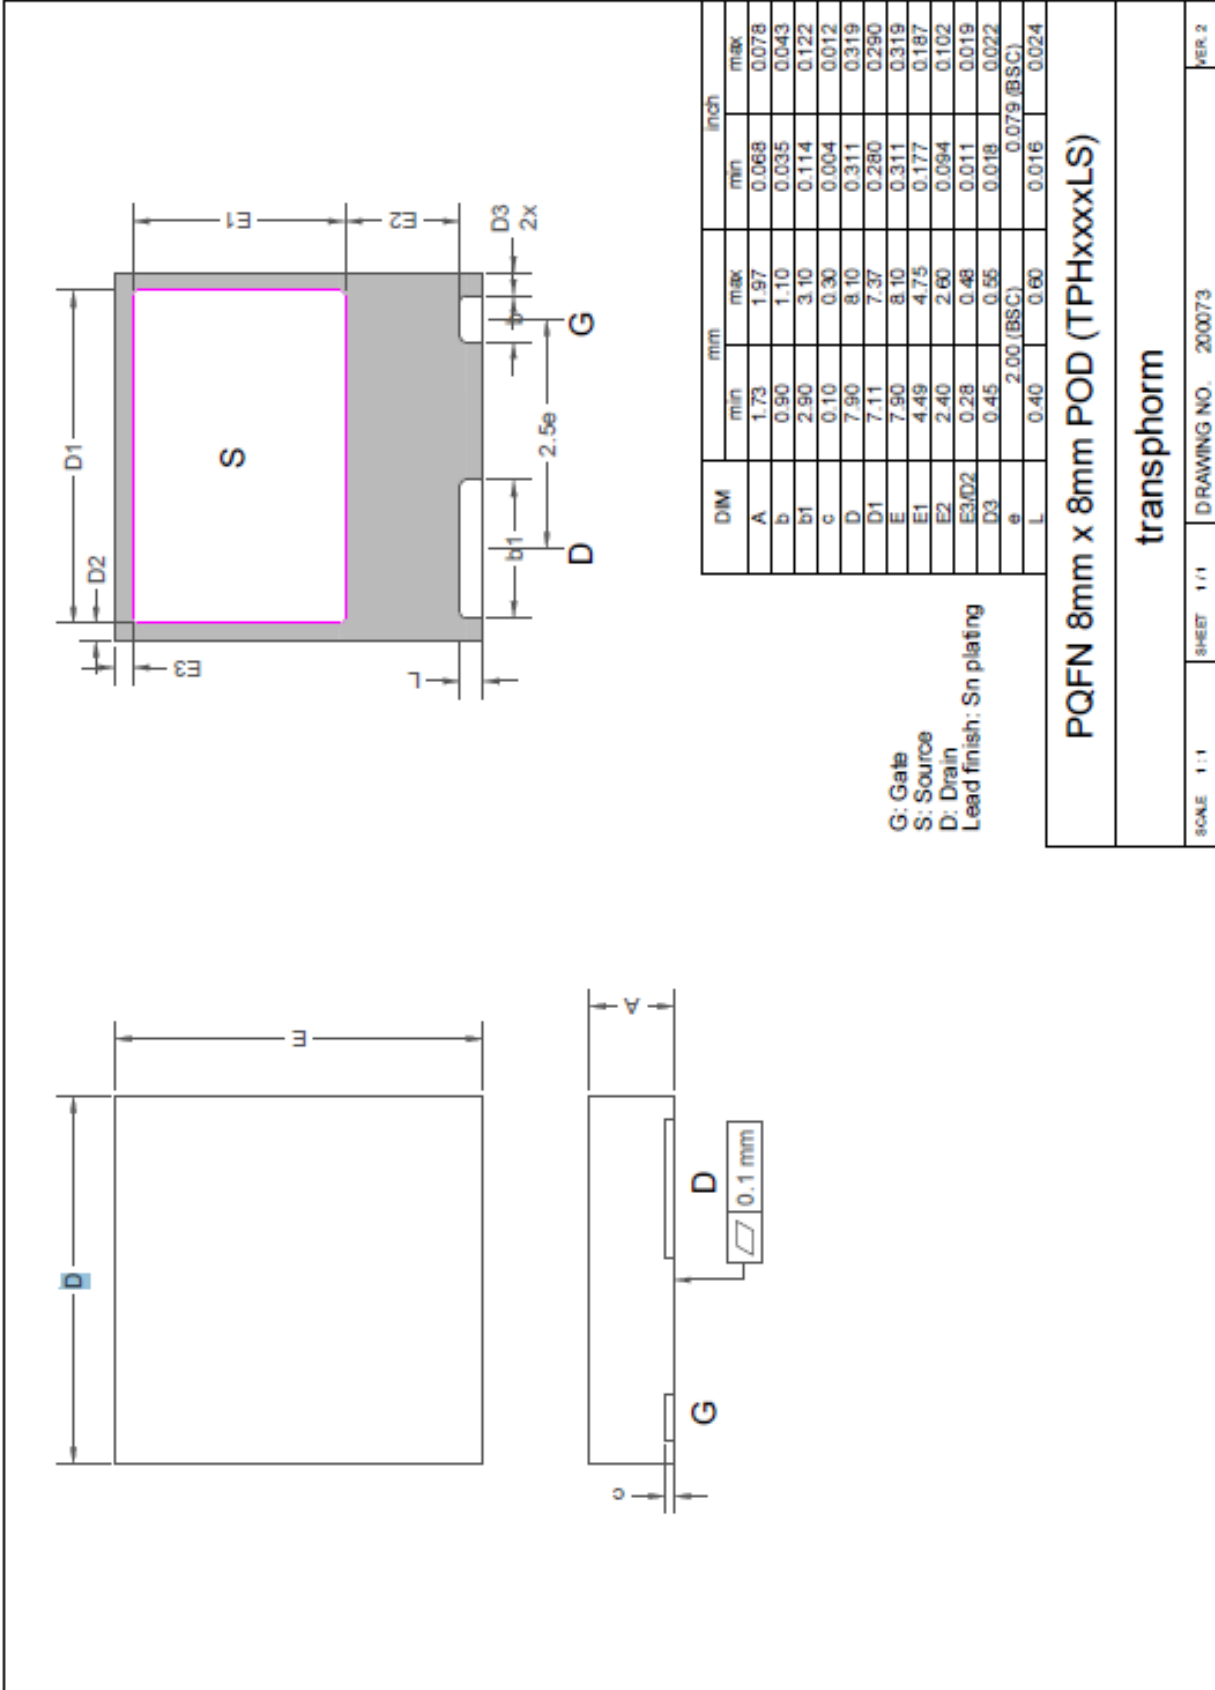 D1
D2
E3
S
E1
E2
L
b1
2.5e
b
D3
2x
D
G
D
E
A
c
G
D
0.1 mm
G: Gate
S: Source
D: Drain
Lead finish: Sn plating
DIM mm inch
min max min max
A 1.73 1.97 0.068 0.078
b 0.90 1.10 0.035 0.043
b1 2.90 3.10 0.114 0.122
c 0.10 0.30 0.004 0.012
D 7.90 8.10 0.311 0.319
D1 7.11 7.37 0.280 0.290
E 7.90 8.10 0.311 0.319
E1 4.49 4.75 0.177 0.187
E2 2.40 2.60 0.094 0.102
E3/D2 0.28 0.48 0.011 0.019
D3 0.45 0.55 0.018 0.022
e 2.00 (BSC) 0.079 (BSC)
L 0.40 0.60 0.016 0.024
PQFN 8mm x 8mm POD (TPHxxxxLS)
transphorm
SCALE 1:1 SHEET 1/1 DRAWING NO. 200073 VER. 2